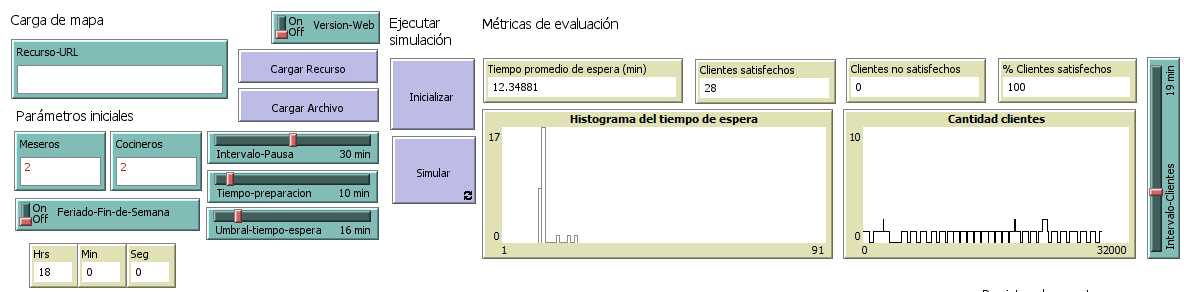 Carga de mapa
On
Off
Version-Web
Ejecutar
simulación
Métricas de evaluación
Recurso-URL
Cargar Recurso
Cargar Archivo
Inicializar
Simular
Tiempo promedio de espera (min)
12.34881
Clientes satisfechos
28
Clientes no satisfechos
0
% Clientes satisfechos
100
Parámetros iniciales
Meseros
2
Cocineros
2
Intervalo-Pausa 30 min
Tiempo-preparacion 10 min
Umbral-tiempo-espera 16 min
On
Off
Feriado-Fin-de-Semana
Hrs
18
Min
0
Seg
0
Histograma del tiempo de espera
17
0
1 91
Cantidad clientes
10
0
0 32000
Intervalo-Clientes 19 min